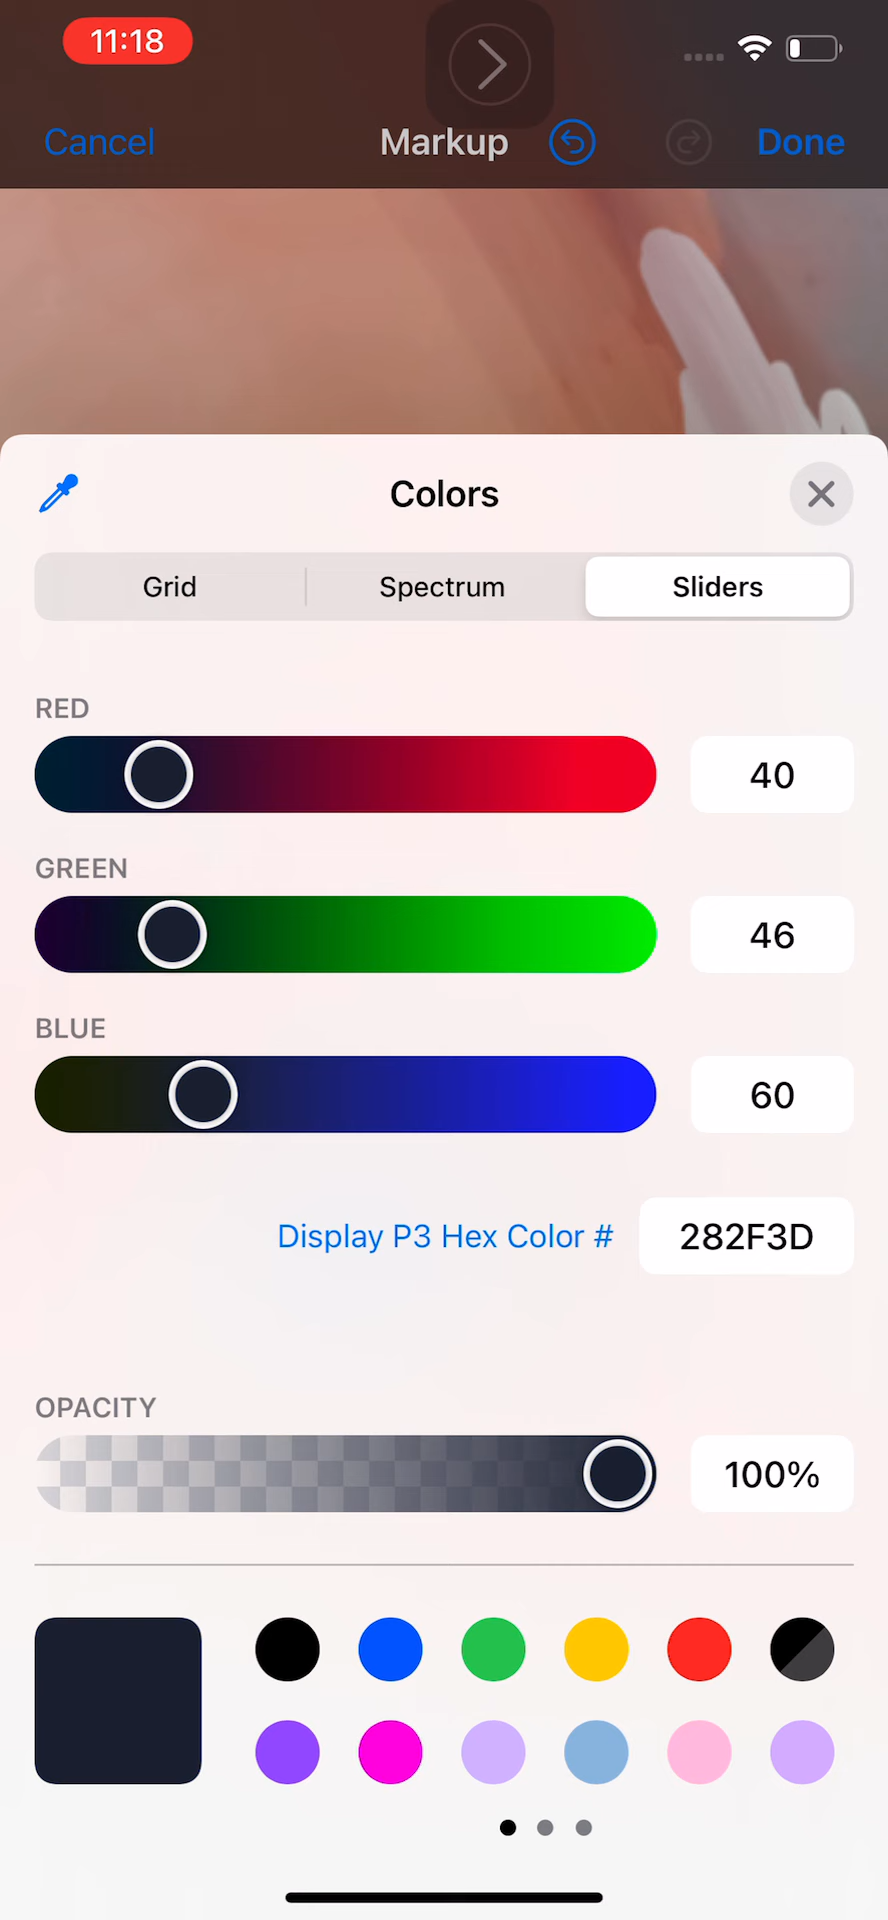 11:18
Cancel
Markup
Done
Colors
Grid
Spectrum
Sliders
RED
40
GREEN
46
BLUE
60
Display P3 Hex Color #
282F3D
OPACITY
100%